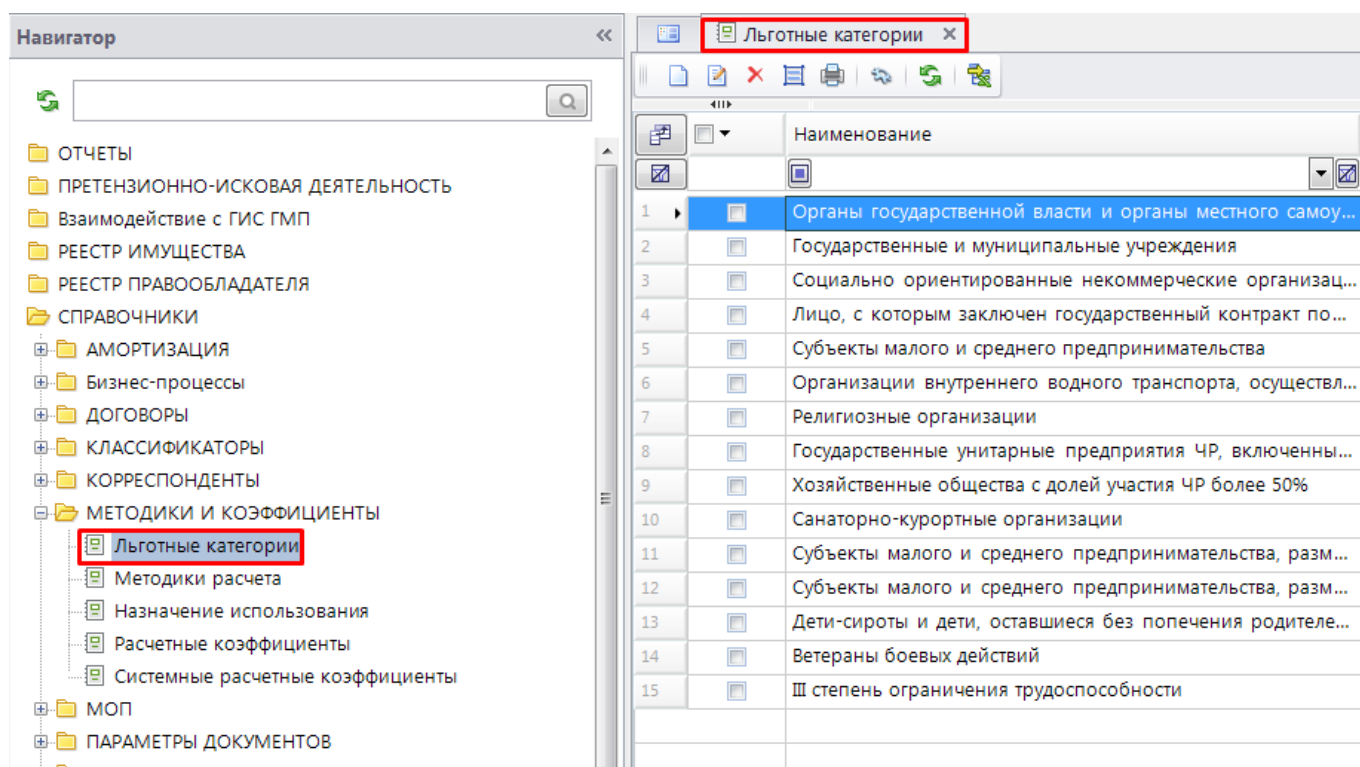 Навигатор
ОТЧЕТЫ
ПРЕТЕНЗИОННО-ИСКОВАЯ ДЕЯТЕЛЬНОСТЬ
Взаимодействие с ГИС ГМП
РЕЕСТР ИМУЩЕСТВА
РЕЕСТР ПРАВООБЛАДАТЕЛЯ
СПРАВОЧНИКИ
АМОРТИЗАЦИЯ
Бизнес-процессы
ДОГОВОРЫ
КЛАССИФИКАТОРЫ
КОРРЕСПОНДЕНТЫ
МЕТОДИКИ И КОЭФФИЦИЕНТЫ
Льготные категории
Методики расчета
Назначение использования
Расчетные коэффициенты
Системные расчетные коэффициенты
МОП
ПАРАМЕТРЫ ДОКУМЕНТОВ
Льготные категории
Наименование
1 Органы государственной власти и органы местного самоу...
2 Государственные и муниципальные учреждения
3 Социально ориентированные некоммерческие организац...
4 Лицо, с которым заключен государственный контракт по...
5 Субъекты малого и среднего предпринимательства
6 Организации внутреннего водного транспорта, осуществл...
7 Религиозные организации
8 Государственные унитарные предприятия ЧР, включенны...
9 Хозяйственные общества с долей участия ЧР более 50%
10 Санаторно-курортные организации
11 Субъекты малого и среднего предпринимательства, разм...
12 Субъекты малого и среднего предпринимательства, разм...
13 Дети-сироты и дети, оставшиеся без попечения родителе...
14 Ветераны боевых действий
15 III степень ограничения трудоспособности